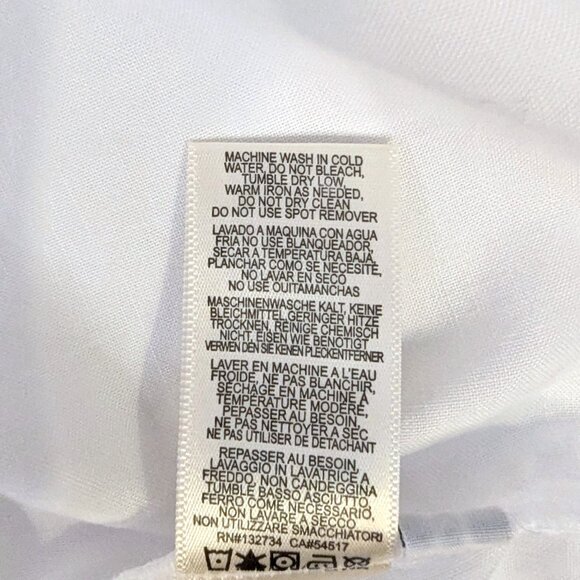 MACHINE WASH IN COLD
WATER, DO NOT BLEACH,
TUMBLE DRY LOW,
WARM IRON AS NEEDED,
DO NOT DRY CLEAN
DO NOT USE SPOT REMOVER
LAVADO A MAQUINA CON AGUA
FRIA NO USE BLANQUEADOR,
SECAR A TEMPERATURA BAJA,
PLANCHAR COMO SE NECESITE,
NO LAVAR EN SECO
NO USE OUITAMANCHAS
MASCHINENWASCHE KALT, KEINE
BLEICHMITTEL, GERINGER HITZE
TROCKNEN, REINIGE CHEMISCH
NICHT, EISEN WIE BENÖTIGT
VERWEN DEN SIE KENEN PLECKENTFERNER
LAVER EN MACHINE A L'EAU
FROIDE, NE PAS BLANCHIR,
SECHAGE EN MACHINE A
TEMPERATURE MODERE,
PEPASSER AU BESOIN,
NE PAS NETTOYER A SEC
NE PAS UTILISER DE DETACHANT
REPASSER AU BESOIN,
LAVAGGIO IN LAVATRICE A
FREDDO, NON CANDEGGINA
TUMBLE BASSO ASCIUTTO,
FERRO COME NECESSARIO,
NON LAVARE A SECCO
NON UTILIZZARE SMACCHIATORI
RN#132734 CA#54517